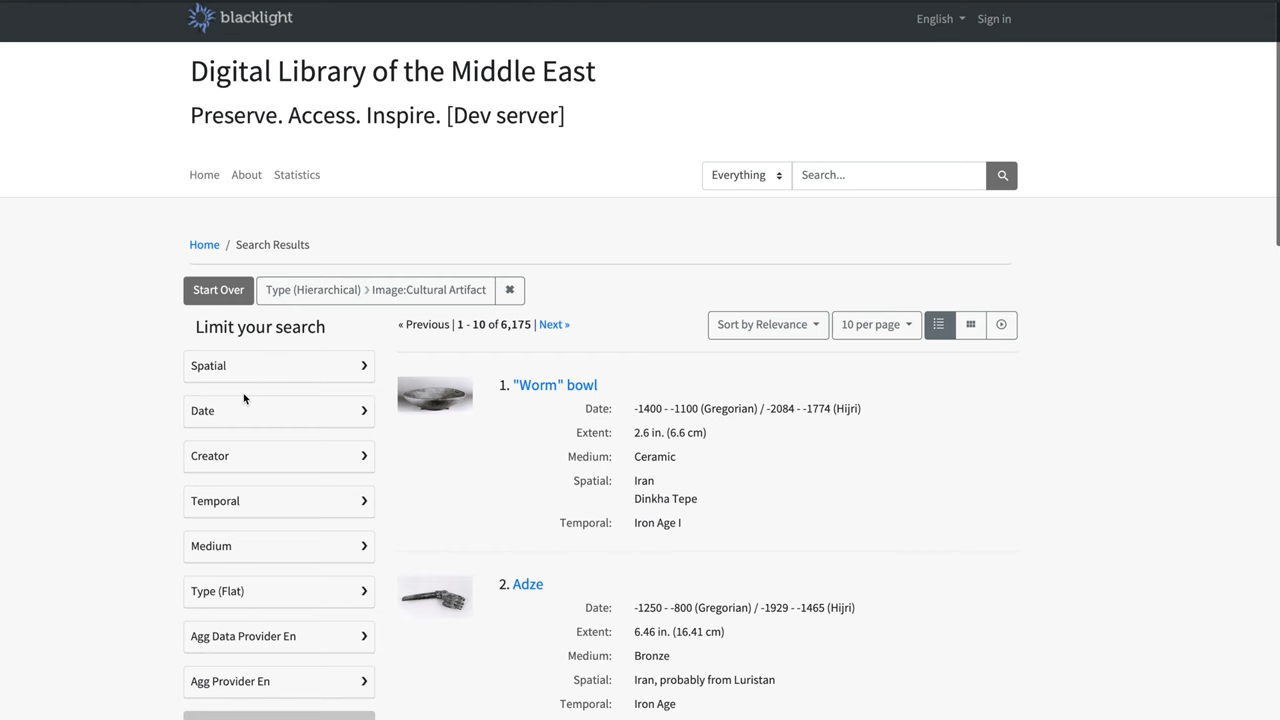 blacklight
English
Sign in
Digital Library of the Middle East
Preserve. Access. Inspire. [Dev server]
Home About Statistics
Everything Search...
Home / Search Results
Start Over Type (Hierarchical) > Image:Cultural Artifact ✖
Limit your search
Spatial
Date
Creator
Temporal
Medium
Type (Flat)
Agg Data Provider En
Agg Provider En
« Previous | 1 - 10 of 6,175 | Next »
Sort by Relevance
10 per page
1. "Worm" bowl
Date: -1400 - -1100 (Gregorian) / -2084 - -1774 (Hijri)
Extent: 2.6 in. (6.6 cm)
Medium: Ceramic
Spatial: Iran
Dinkha Tepe
Temporal: Iron Age I
2. Adze
Date: -1250 - -800 (Gregorian) / -1929 - -1465 (Hijri)
Extent: 6.46 in. (16.41 cm)
Medium: Bronze
Spatial: Iran, probably from Luristan
Temporal: Iron Age